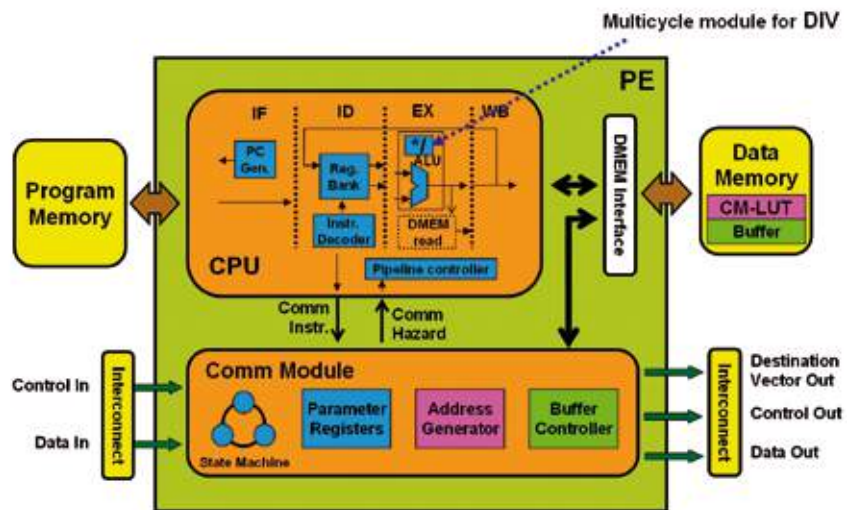 Multicycle module for DIV
PE
IF
ID
EX
WB
PC
Gen.
Reg.
Bank
*/
ALU
Instr.
Decoder
DMEM
read
CPU
Pipeline controller
Program
Memory
DMEM Interface
Data
Memory
CM-LUT
Buffer
Comm
Instr.
Comm
Hazard
Comm Module
State Machine
Parameter
Registers
Address
Generator
Buffer
Controller
Control In
Data In
Interconnect
Interconnect
Destination
Vector Out
Control Out
Data Out